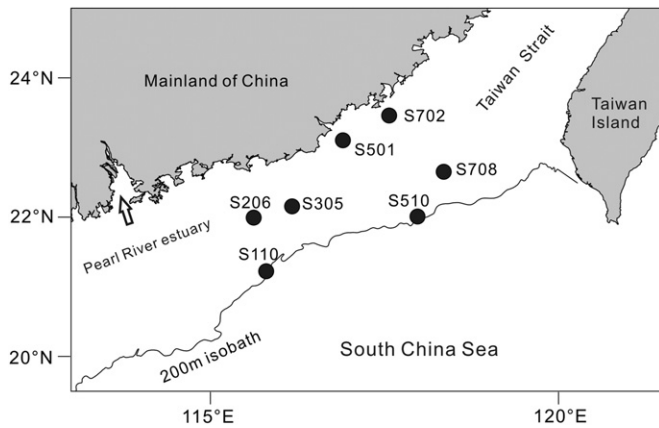 24°N
22°N
20°N
115°E
120°E
Mainland of China
Taiwan Strait
Taiwan
Island
S702
S501
S708
S206
S305
S510
S110
Pearl River estuary
200m isobath
South China Sea